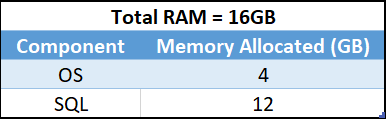 Total RAM = 16GB
Component Memory Allocated (GB)
OS 4
SQL 12